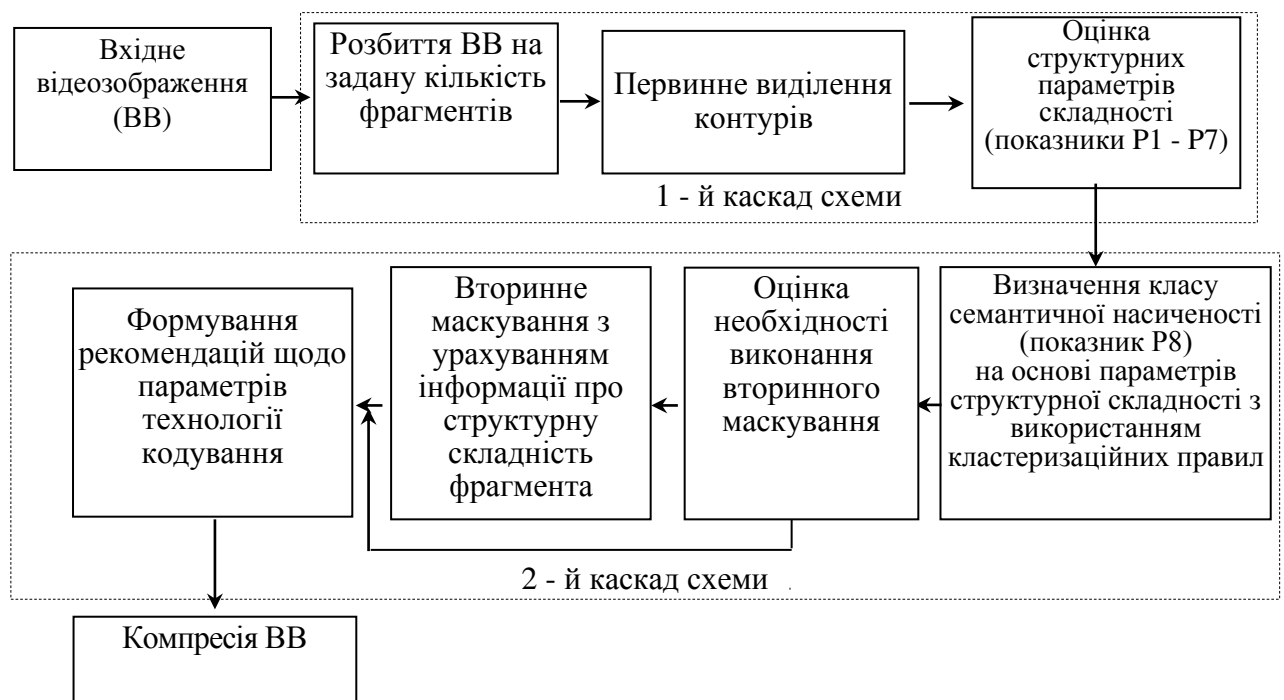 Вхідне
відеозображення
(ВВ)
Розбиття ВВ на
задану кількість
фрагментів
Первинне виділення
контурів
Оцінка
структурних
параметрів
складності
(показники Р1 - Р7)
1 - й каскад схеми
Визначення класу
семантичної насиченості
(показник Р8)
на основі параметрів
структурної складності з
використанням
кластеризаційних правил
Оцінка
необхідності
виконання
вторинного
маскування
Вторинне
маскування з
урахуванням
інформації про
структурну
складність
фрагмента
Формування
рекомендацій щодо
параметрів
технології
кодування
2 - й каскад схеми .
Компресія ВВ